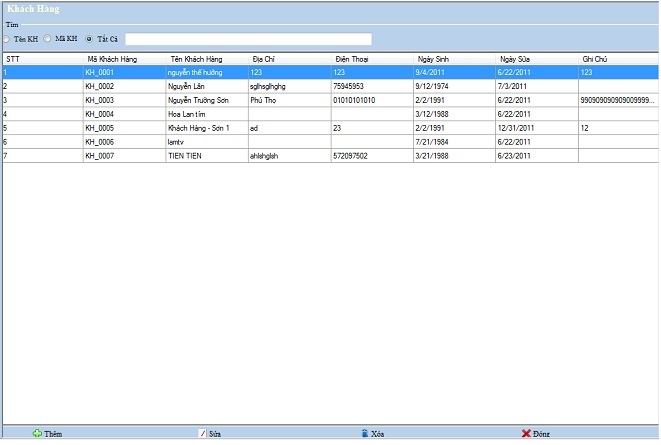 Khách Hàng
Tìm
Tên KH Mã KH Tất Cả
STT Mã Khách Hàng Tên Khách Hàng Địa Chỉ Điện Thoại Ngày Sinh Ngày Sửa Ghi Chú
1 KH_0001 nguyễn thế hưởng 123 123 9/4/2011 6/22/2011 123
2 KH_0002 Nguyễn Lân sglhsglhghg 75945953 9/12/1974 7/3/2011
3 KH_0003 Nguyễn Trường Sơn Phú Thọ 01010101010 2/2/1991 6/22/2011 990909090909009999...
4 KH_0004 Hoa Lan tím 3/12/1988 6/22/2011
5 KH_0005 Khách Hàng - Sơn 1 ad 23 2/2/1991 12/31/2011 12
6 KH_0006 lamtv 7/21/1984 6/22/2011
7 KH_0007 TIEN TIEN ahlshglsh 572097502 3/21/1988 6/23/2011
Thêm Sửa Xóa Đóng